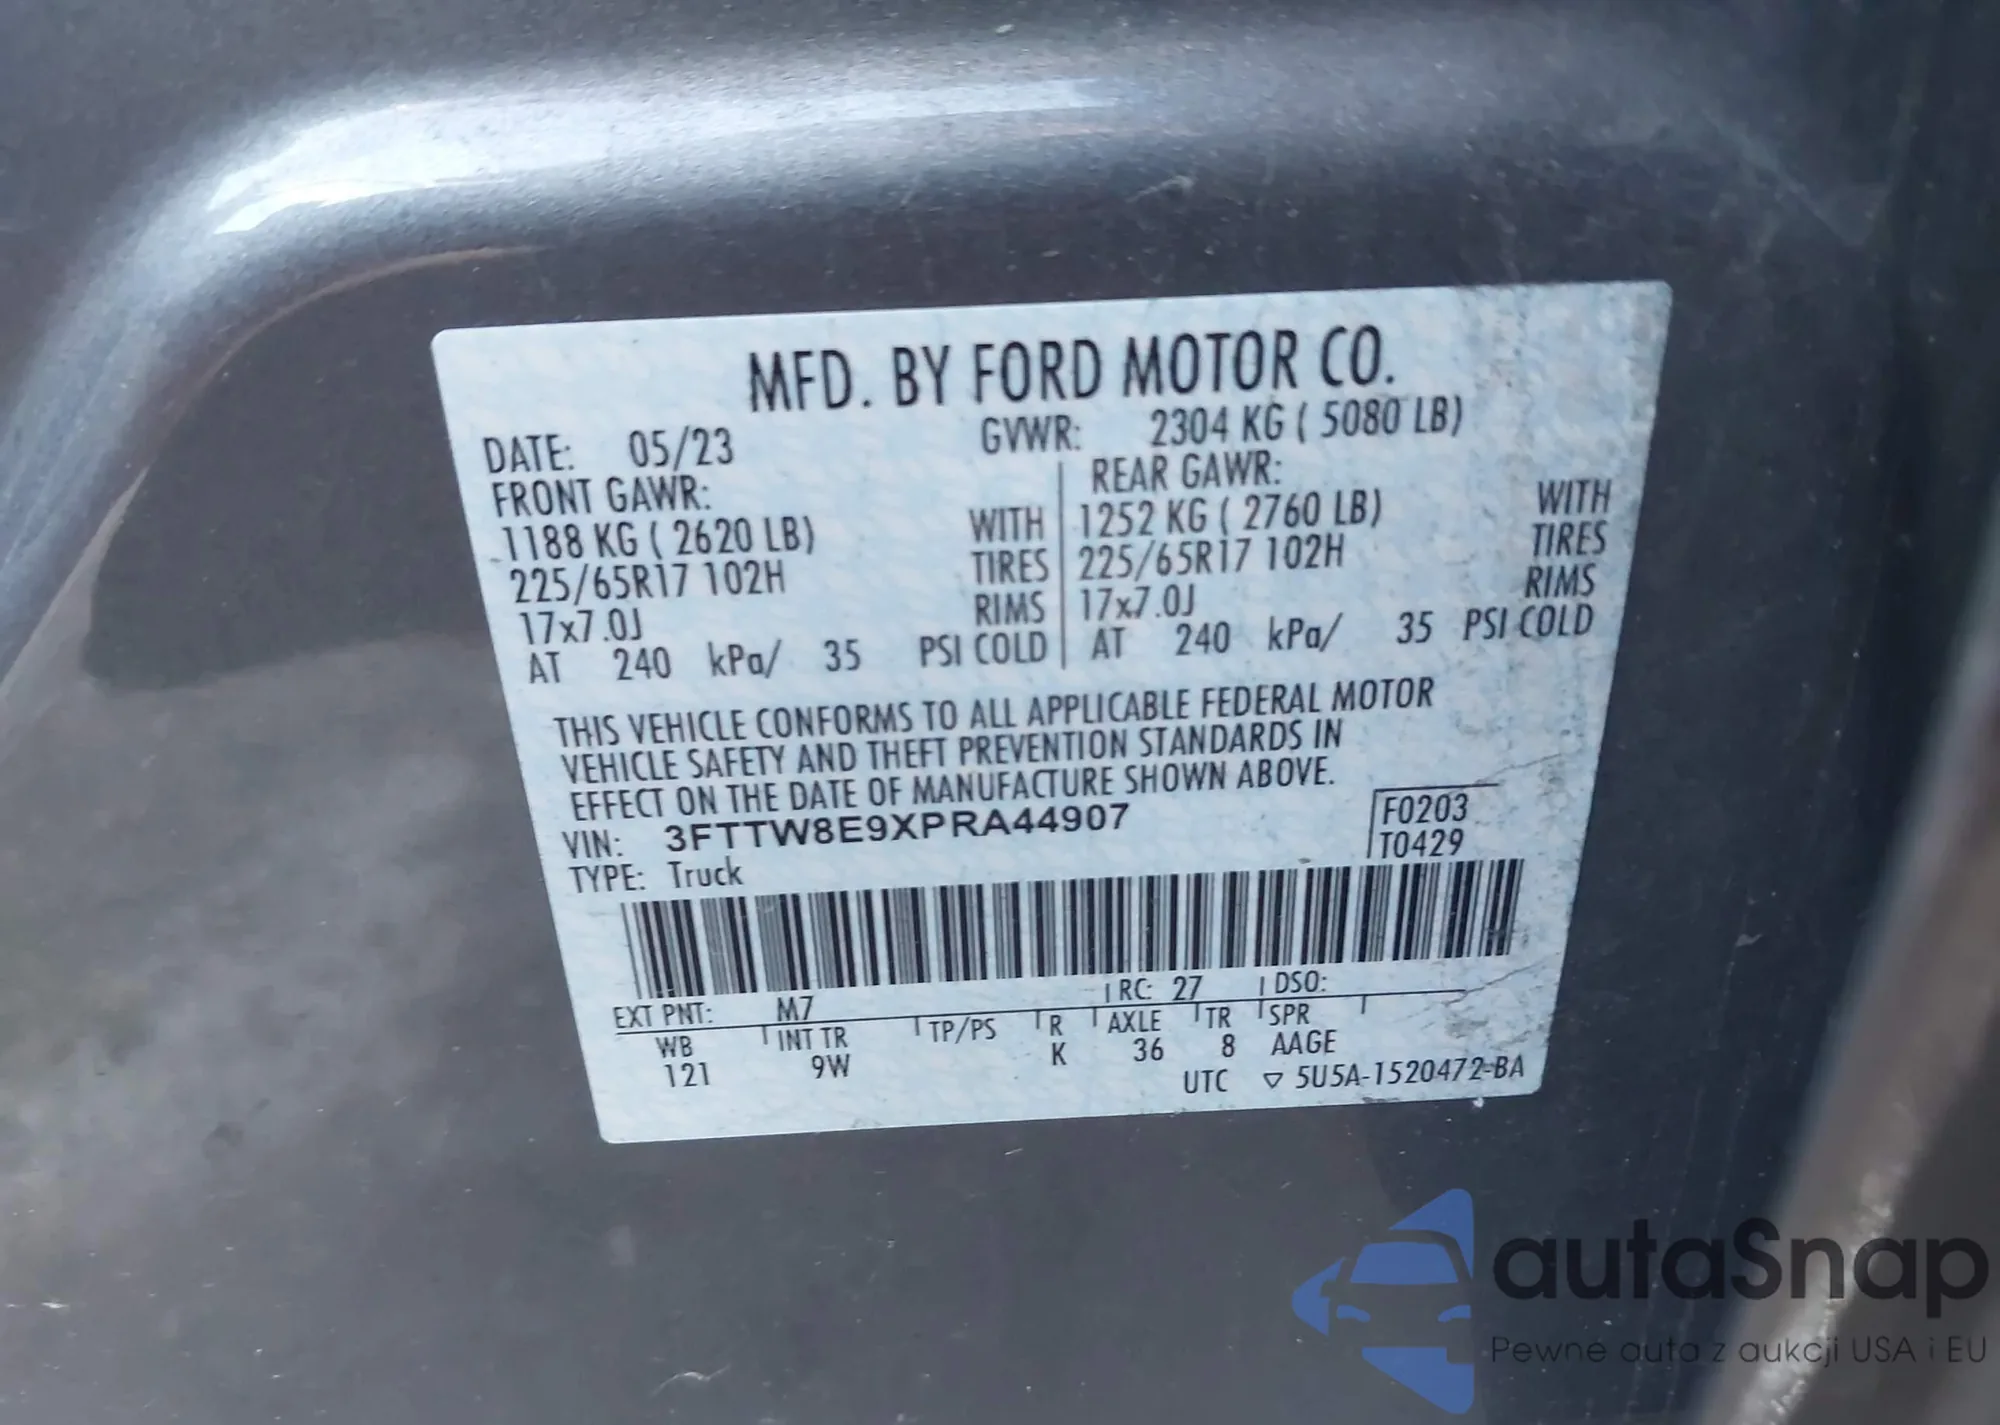 MFD. BY FORD MOTOR CO.
DATE: 05/23 GVWR: 2304 KG ( 5080 LB)
FRONT GAWR: REAR GAWR:
1188 KG ( 2620 LB) WITH 1252 KG ( 2760 LB) WITH
225/65R17 102H TIRES 225/65R17 102H TIRES
17x7.0J RIMS 17x7.0J RIMS
AT 240 kPa/ 35 PSI COLD AT 240 kPa/ 35 PSI COLD
THIS VEHICLE CONFORMS TO ALL APPLICABLE FEDERAL MOTOR
VEHICLE SAFETY AND THEFT PREVENTION STANDARDS IN
EFFECT ON THE DATE OF MANUFACTURE SHOWN ABOVE.
VIN: 3FTTW8E9XPRA44907 F0203
TYPE: Truck T0429
EXT PNT: M7 RC: 27 DSO:
WB INT TR TP/PS R AXLE TR SPR
121 9W K 36 8 AAGE
UTC ▽ 5U5A-1520472-BA
autaSnap
Pewne auta z aukcji USA i EU